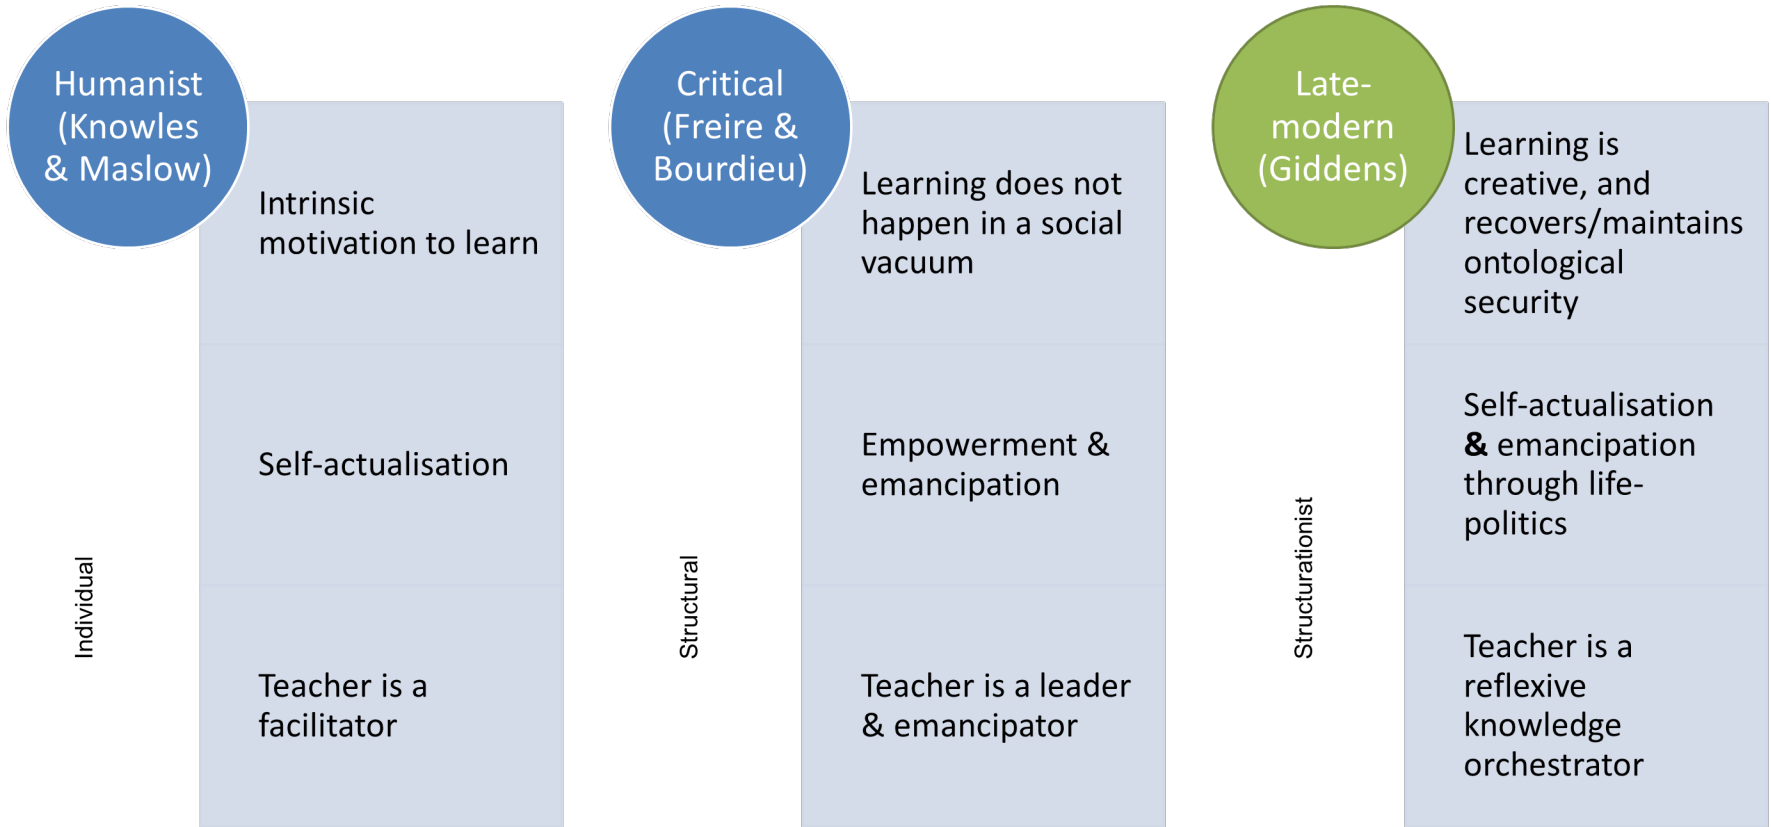 Humanist
(Knowles
& Maslow)
Intrinsic
motivation to learn
Self-actualisation
Teacher is a
facilitator
Individual
Critical
(Freire &
Bourdieu)
Learning does not
happen in a social
vacuum
Empowerment &
emancipation
Teacher is a leader
& emancipator
Structural
Late-
modern
(Giddens)
Learning is
creative, and
recovers/maintains
ontological
security
Self-actualisation
& emancipation
through life-
politics
Teacher is a
reflexive
knowledge
orchestrator
Structurationist